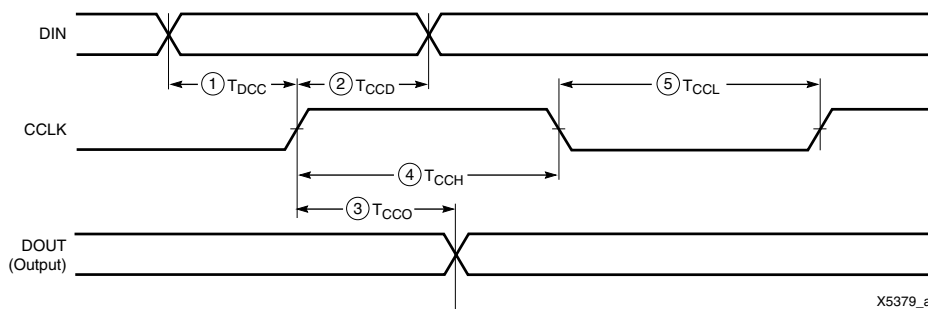 DIN
① TDCC
② TCCD
⑤ TCCL
CCLK
④ TCCH
③ TCCO
DOUT
(Output)
X5379_a